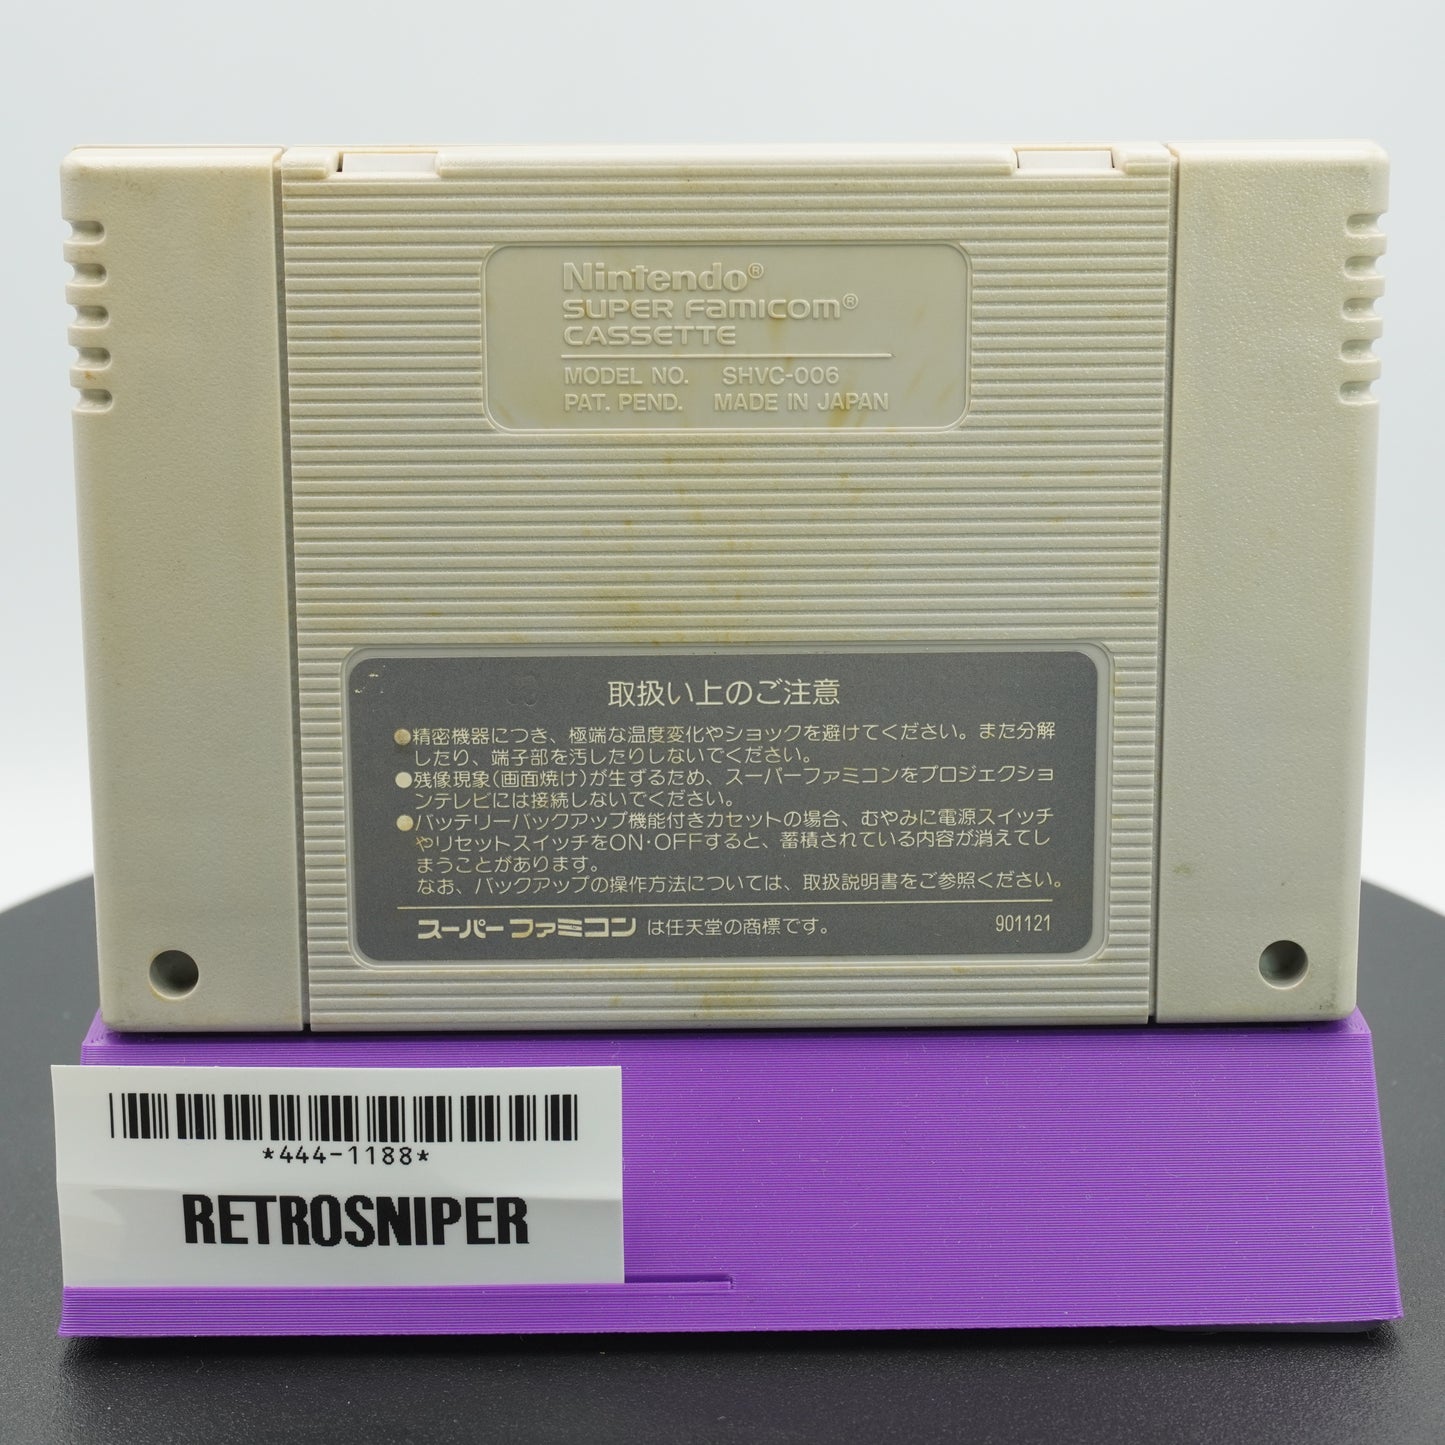 Nintendo®
SUPER FAMICOM®
CASSETTE
MODEL NO. SHVC-006
PAT. PEND. MADE IN JAPAN
取扱い上のご注意
●精密機器につき、極端な温度変化やショックを避けてください。また分解
したり、端子部を汚したりしないでください。
●残像現象(画面焼け)が生ずるため、スーパーファミコンをプロジェクショ
ンテレビには接続しないでください。
●バッテリーバックアップ機能付きカセットの場合、むやみに電源スイッチ
やリセットスイッチをON·OFFすると、蓄積されている内容が消えてし
まうことがあります。
なお、バックアップの操作方法については、取扱説明書をご参照ください。
スーパーファミコン は任天堂の商標です。 901121
*444-1188*
RETROSNIPER